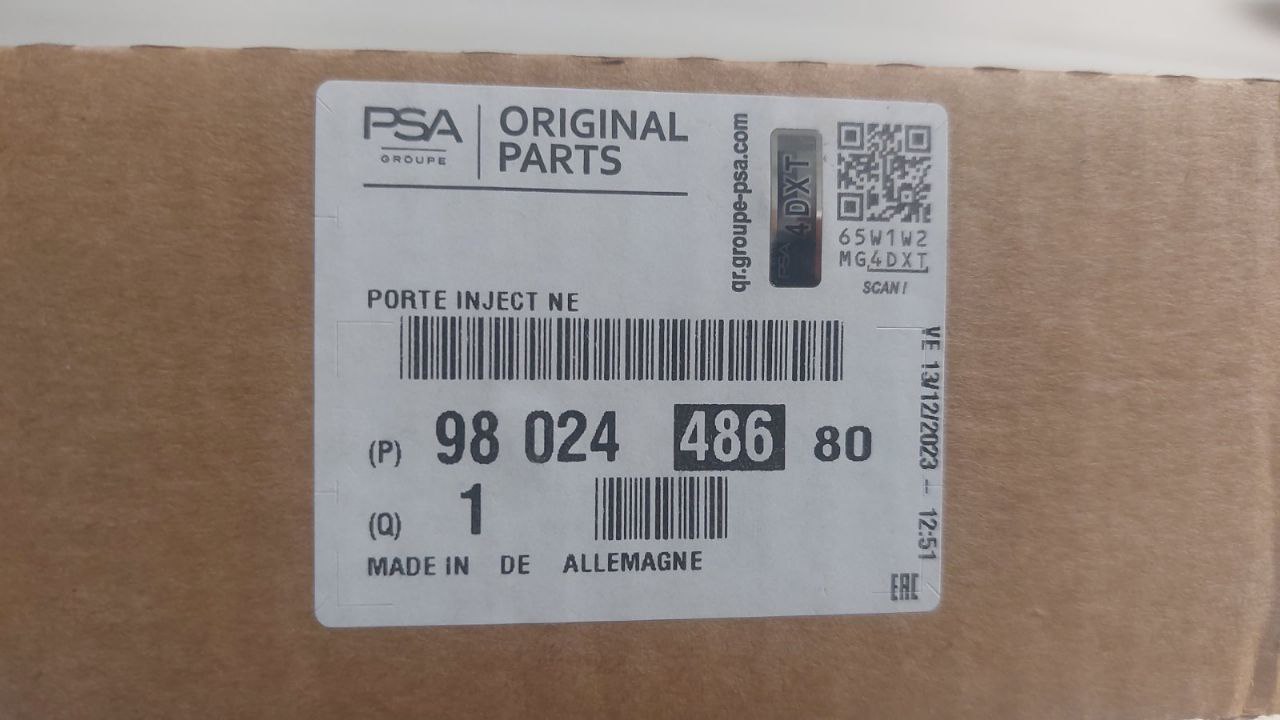 PSA
GROUPE
ORIGINAL
PARTS
qr.groupe-psa.com
PSA 4DXT
65W1W2
MG4DXT
SCAN!
PORTE INJECT NE
(P) 98 024 486 80
(Q) 1
MADE IN DE ALLEMAGNE
VE 13/12/2023 -- 12:51
EAC